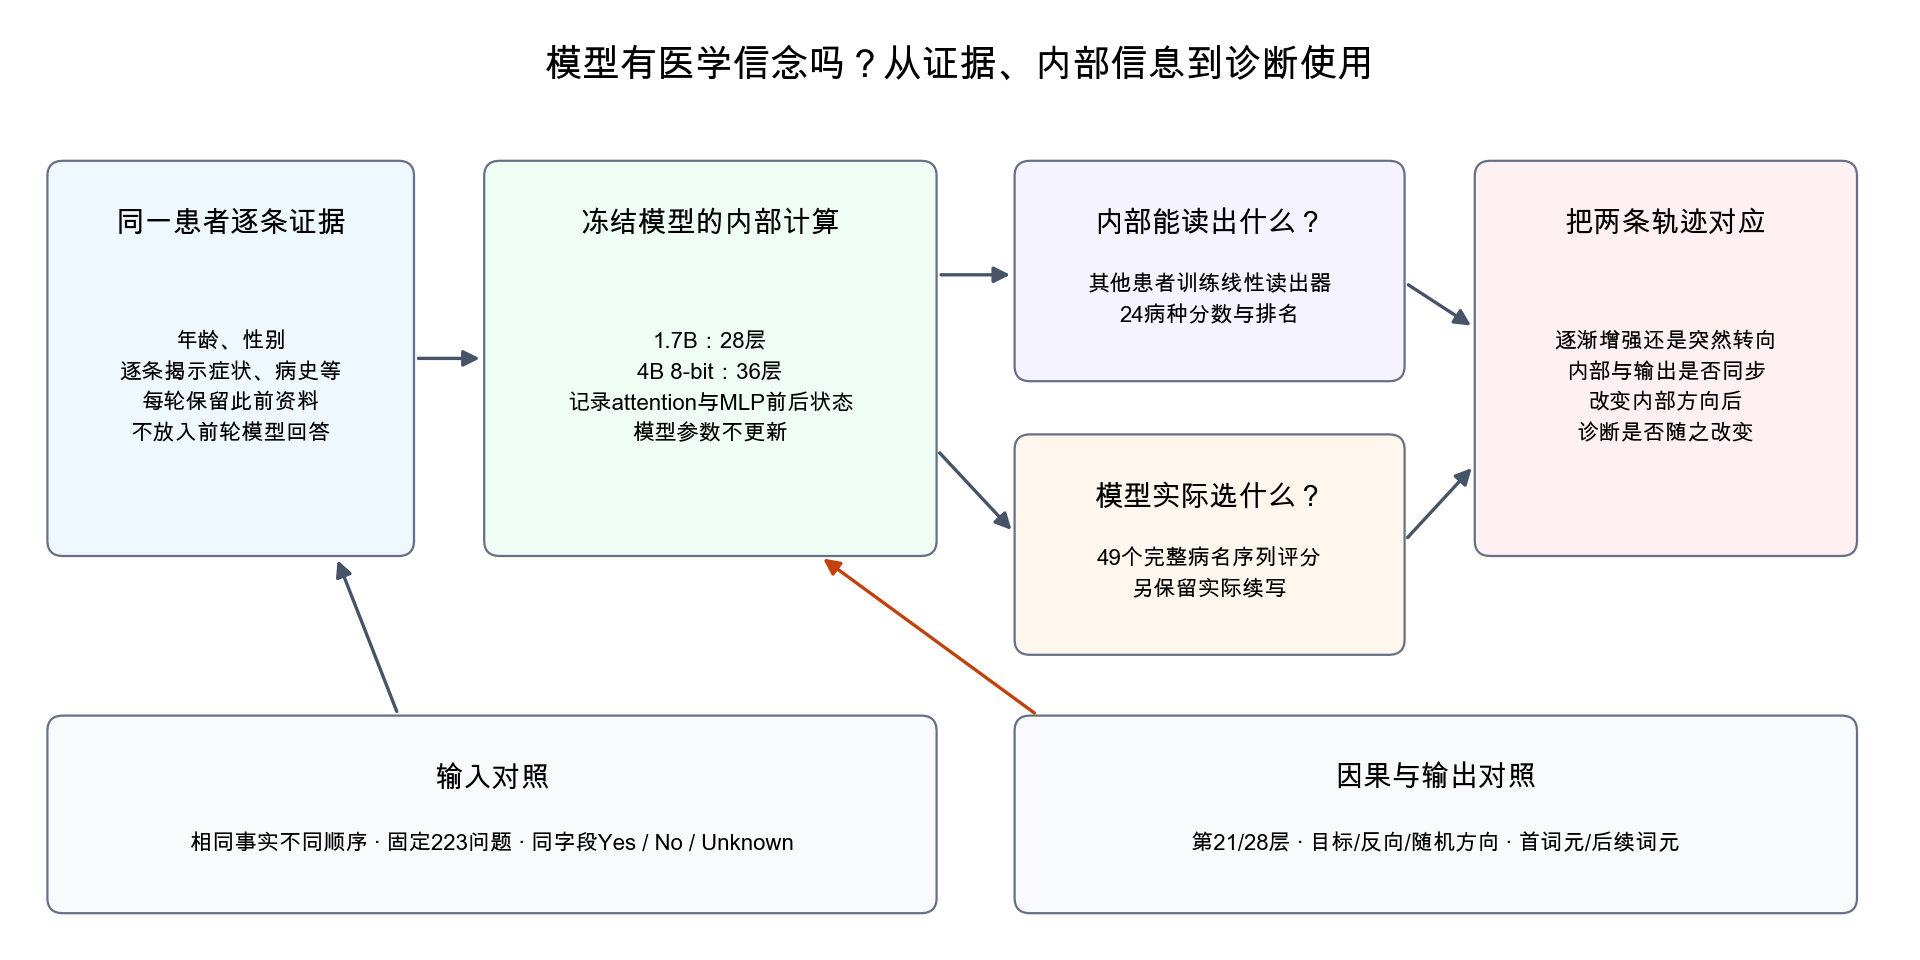 模型有医学信念吗？从证据、内部信息到诊断使用
同一患者逐条证据
年龄、性别
逐条揭示症状、病史等
每轮保留此前资料
不放入前轮模型回答
冻结模型的内部计算
1.7B：28层
4B 8-bit：36层
记录attention与MLP前后状态
模型参数不更新
内部能读出什么？
其他患者训练线性读出器
24病种分数与排名
模型实际选什么？
49个完整病名序列评分
另保留实际续写
把两条轨迹对应
逐渐增强还是突然转向
内部与输出是否同步
改变内部方向后
诊断是否随之改变
输入对照
相同事实不同顺序 · 固定223问题 · 同字段Yes / No / Unknown
因果与输出对照
第21/28层 · 目标/反向/随机方向 · 首词元/后续词元